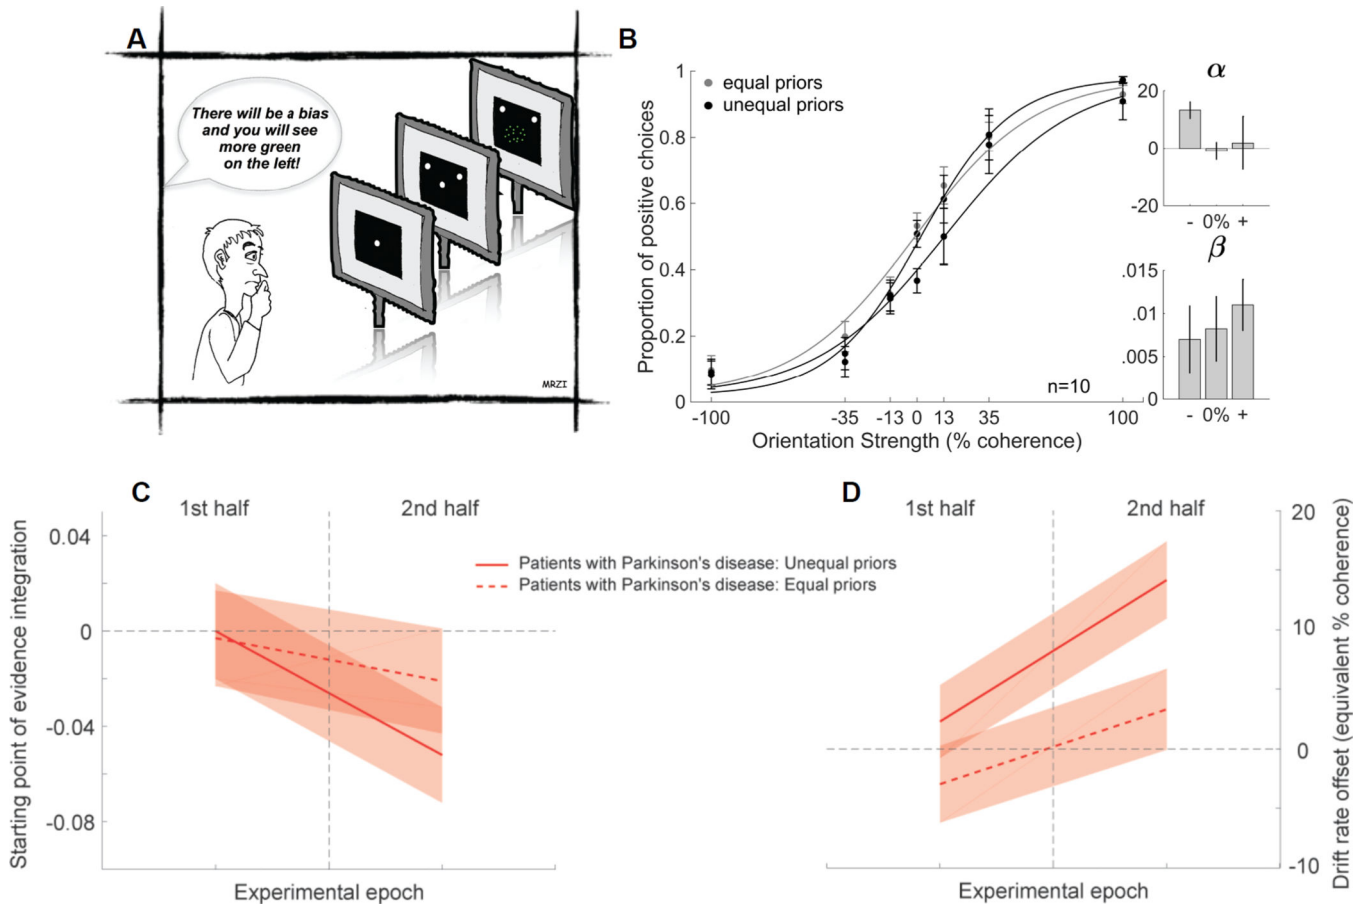 A
There will be a bias
and you will see
more green
on the left!
MRZI
B
equal priors
unequal priors
Proportion of positive choices
1
0.8
0.6
0.4
0.2
0
n=10
-100
-35
-13
0
13
35
100
Orientation Strength (% coherence)
α
20
0
-20
-
0%
+
β
.015
.01
.005
0
-
0%
+
C
1st half
2nd half
Starting point of evidence integration
0.04
0
-0.04
-0.08
Experimental epoch
Patients with Parkinson's disease: Unequal priors
Patients with Parkinson's disease: Equal priors
D
1st half
2nd half
20
10
0
-10
Drift rate offset (equivalent % coherence)
Experimental epoch